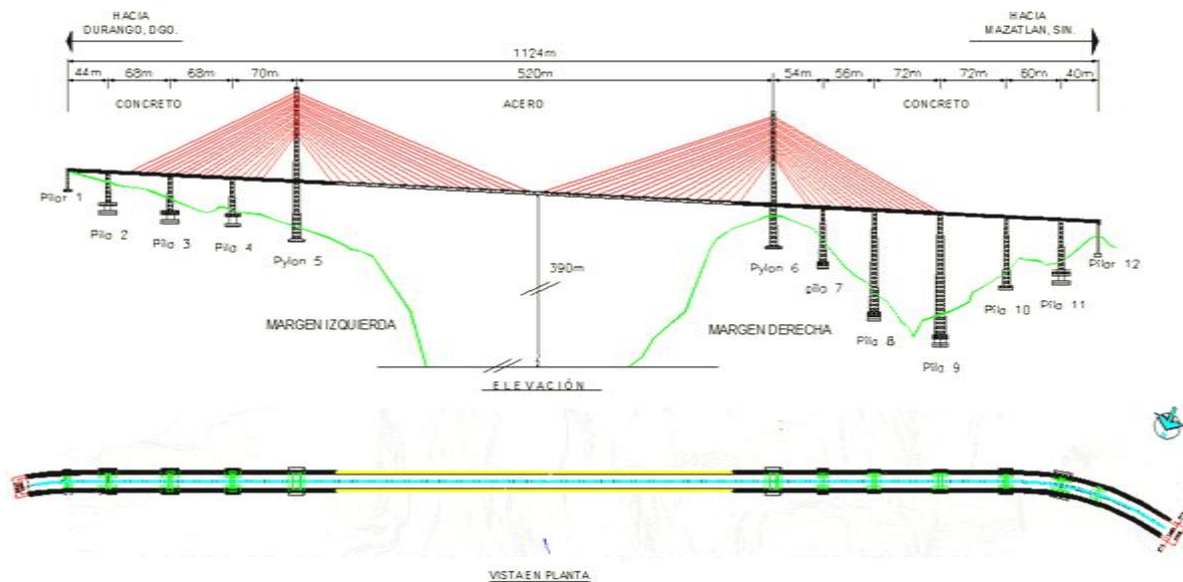 HACIA
DURANGO, DGO.
HACIA
MAZATLAN, SIN.
1124m
44m 68m 68m 70m 520m 54m 56m 72m 72m 60m 40m
CONCRETO ACERO CONCRETO
Pilar 1
Pila 2
Pila 3
Pila 4
Pylon 5
Pylon 6
pila 7
Pila 8
Pila 9
Pila 10
Pila 11
Pilar 12
390m
MARGEN IZQUIERDA
MARGEN DERECHA
ELEVACIÓN
VISTA EN PLANTA